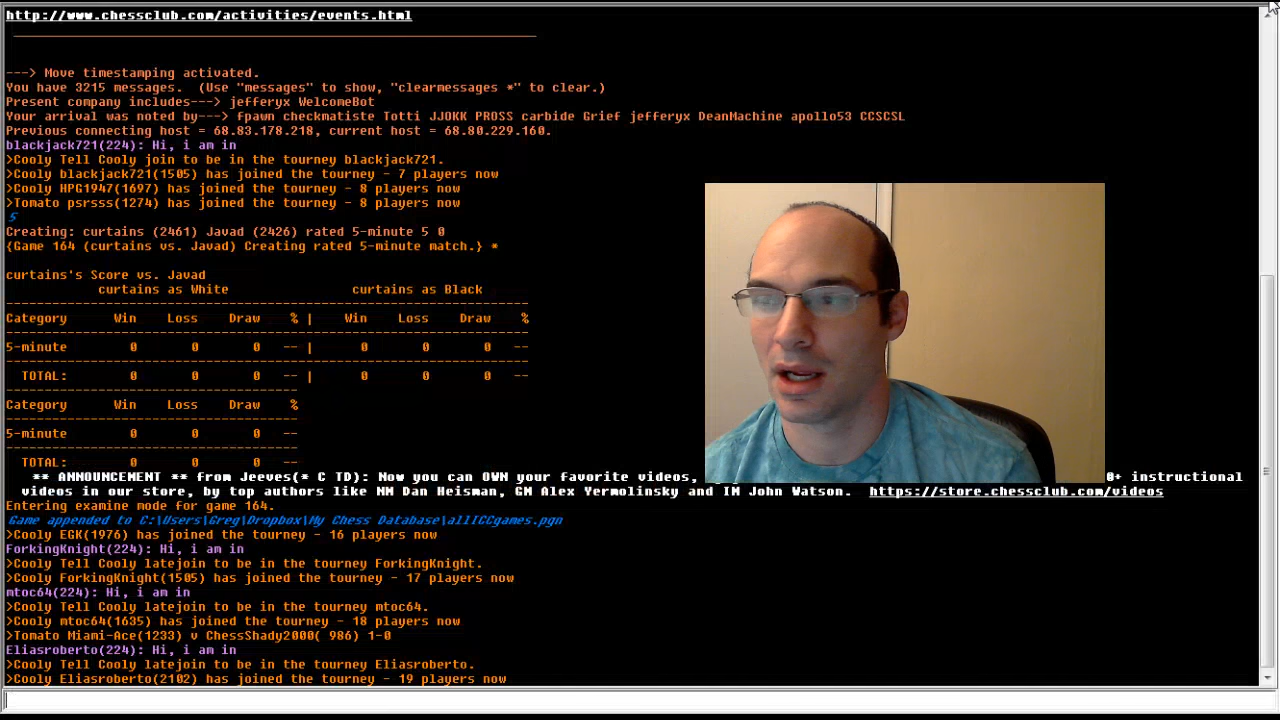 http://www.chessclub.com/activities/events.html
---> Move timestamping activated.
You have 3215 messages.  (Use "messages" to show, "clearmessages *" to clear.)
Present company includes---> jefferyx WelcomeBot
Your arrival was noted by---> fpawn checkmatiste Totti JJOKK PROSS carbide Grief jefferyx DeanMachine apollo53 CCSCSL
Previous connecting host = 68.83.178.218, current host = 68.80.229.160.
blackjack721(224): Hi, i am in
>Cooly Tell Cooly join to be in the tourney blackjack721.
>Cooly blackjack721(1505) has joined the tourney - 7 players now
>Cooly HPG1947(1697) has joined the tourney - 8 players now
>Tomato psrsss(1274) has joined the tourney - 8 players now
5
Creating: curtains (2461) Javad (2426) rated 5-minute 5 0
{Game 164 (curtains vs. Javad) Creating rated 5-minute match.} *
curtains's Score vs. Javad
curtains as White curtains as Black
Category Win Loss Draw % | Win Loss Draw %
5-minute 0 0 0 -- | 0 0 0 --
TOTAL: 0 0 0 -- | 0 0 0 --
Category Win Loss Draw %
5-minute 0 0 0 --
TOTAL: 0 0 0 --
** ANNOUNCEMENT ** from Jeeves(* C TD): Now you can OWN your favorite videos, 0+ instructional
videos in our store, by top authors like NM Dan Heisman, GM Alex Yermolinsky and IM John Watson.  https://store.chessclub.com/videos
Entering examine mode for game 164.
Game appended to C:\Users\Greg\Dropbox\My Chess Database\allICCgames.pgn
>Cooly EGK(1976) has joined the tourney - 16 players now
ForkingKnight(224): Hi, i am in
>Cooly Tell Cooly latejoin to be in the tourney ForkingKnight.
>Cooly ForkingKnight(1505) has joined the tourney - 17 players now
mtoc64(224): Hi, i am in
>Cooly Tell Cooly latejoin to be in the tourney mtoc64.
>Cooly mtoc64(1635) has joined the tourney - 18 players now
>Tomato Miami-Ace(1233) v ChessShady2000( 986) 1-0
Eliasroberto(224): Hi, i am in
>Cooly Tell Cooly latejoin to be in the tourney Eliasroberto.
>Cooly Eliasroberto(2102) has joined the tourney - 19 players now